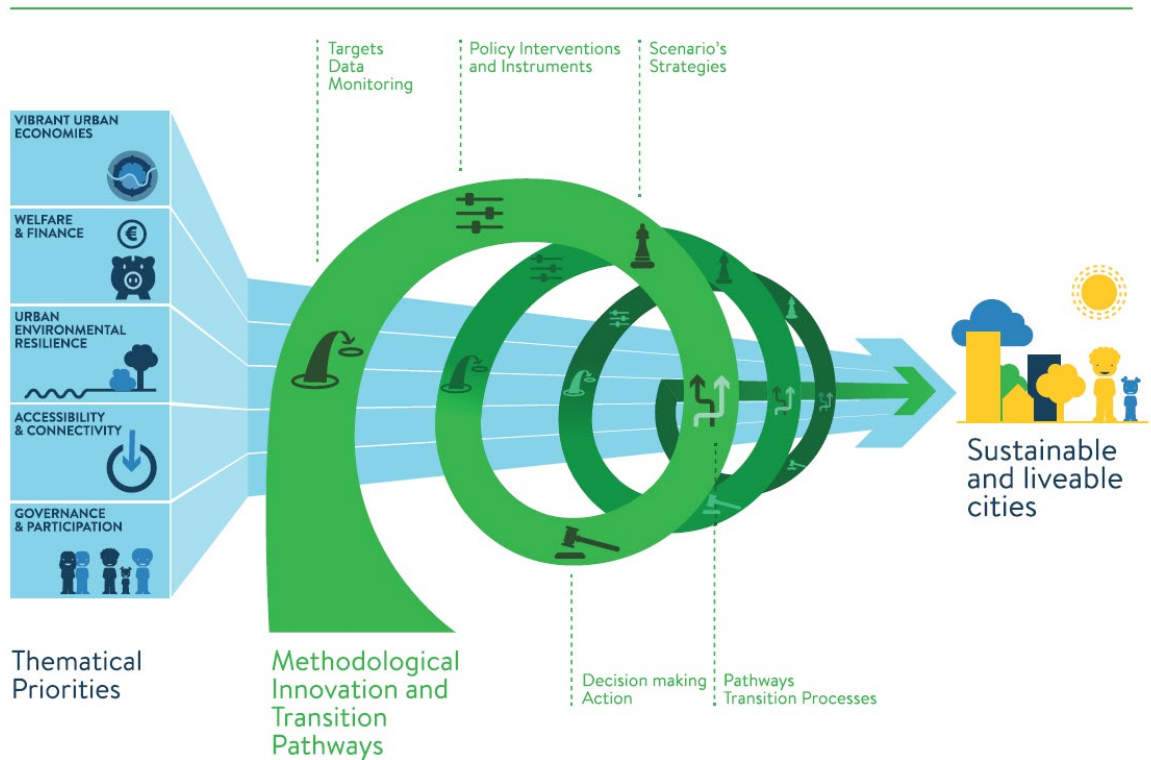 Targets
Data
Monitoring
Policy Interventions
and Instruments
Scenario's
Strategies
VIBRANT URBAN
ECONOMIES
WELFARE
& FINANCE
€
URBAN
ENVIRONMENTAL
RESILIENCE
ACCESSIBILITY
& CONNECTIVITY
GOVERNANCE
& PARTICIPATION
Sustainable
and liveable
cities
Thematical
Priorities
Methodological
Innovation and
Transition
Pathways
Decision making
Action
Pathways
Transition Processes